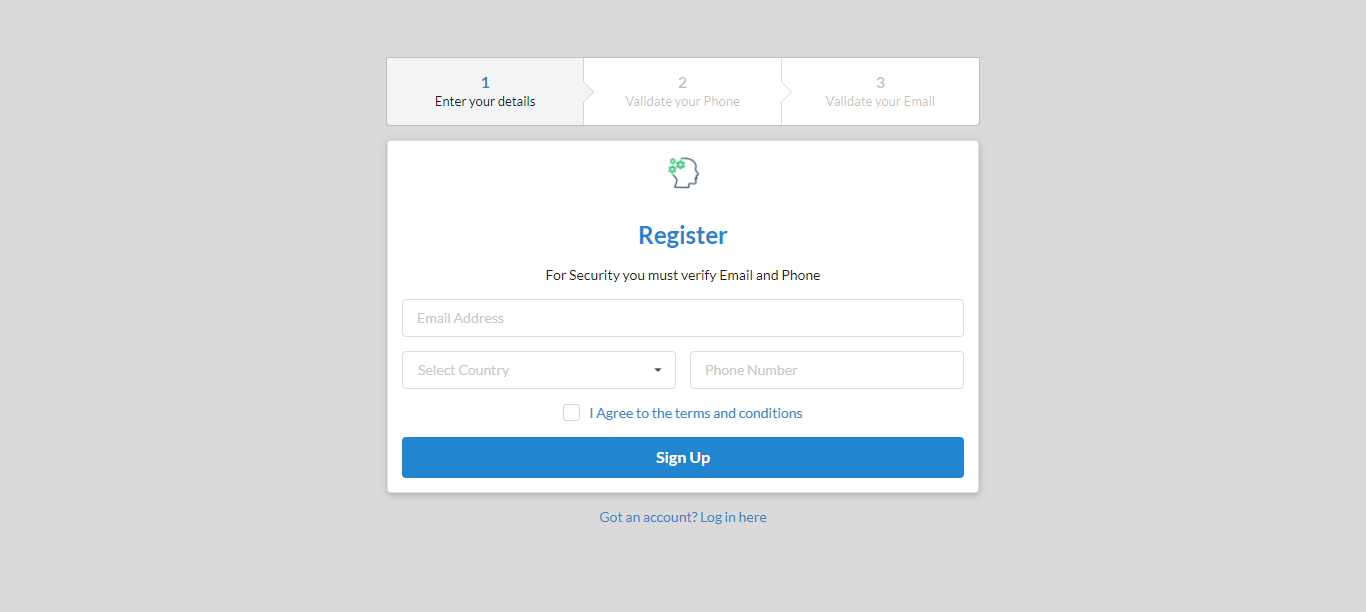 1
Enter your details
2
Validate your Phone
3
Validate your Email
Register
For Security you must verify Email and Phone
Email Address
Select Country
Phone Number
I Agree to the terms and conditions
Sign Up
Got an account? Log in here